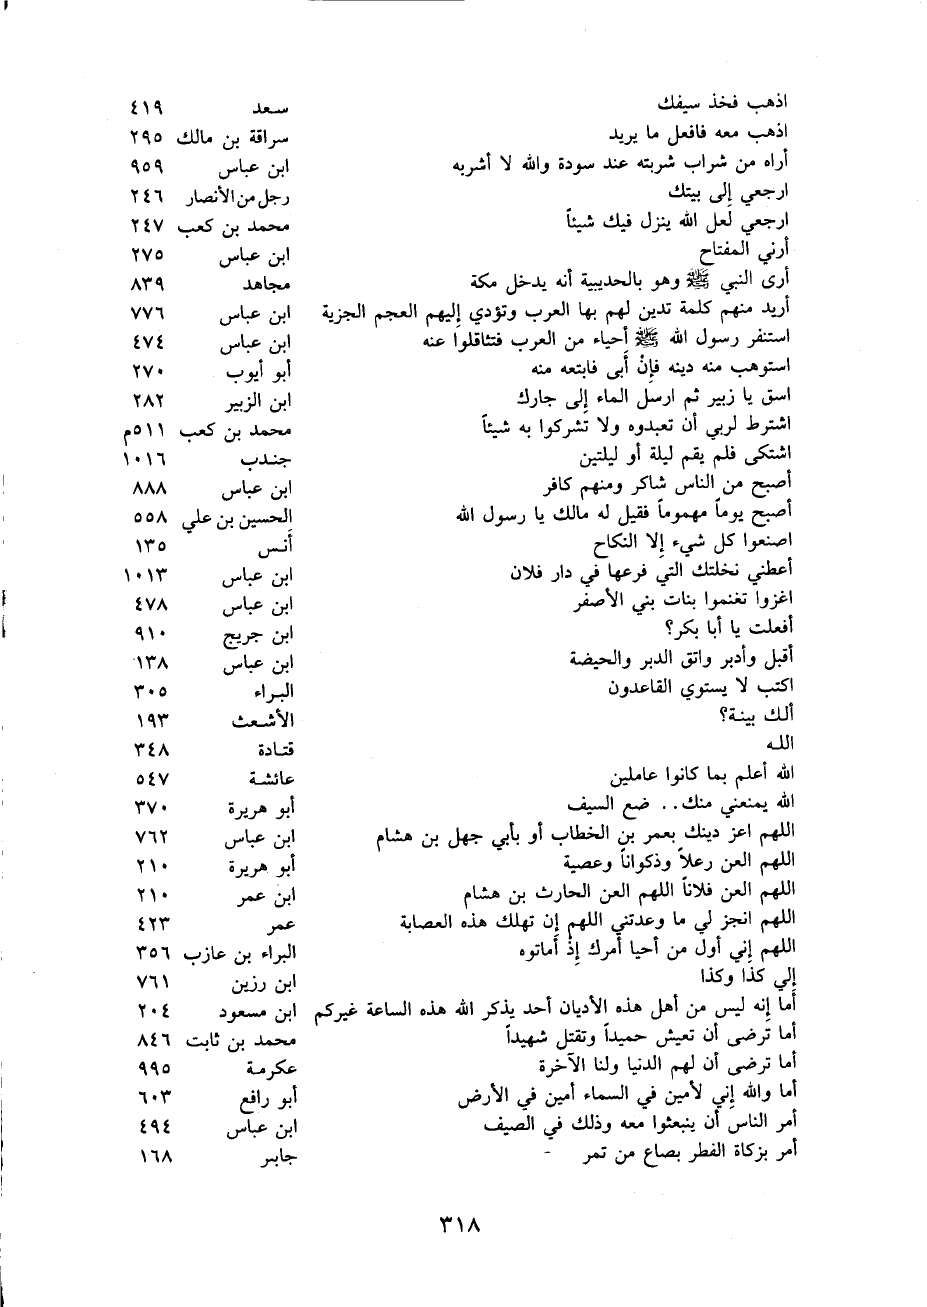 اذهب فخذ سيفك سعد ٤١٩
اذهب معه فافعل ما يريد سراقة بن مالك ٢٩٥
أراه من شراب شربته عند سودة والله لا أشربه ابن عباس ٩٥٩
ارجعي إلى بيتك رجل من الأنصار ٢٤٦
ارجعي لعل الله ينزل فيك شيئاً محمد بن كعب ٢٤٧
أرني المفتاح ابن عباس ٢٧٥
أرى النبي ﷺ وهو بالحديبية أنه يدخل مكة مجاهد ٨٣٩
أريد منهم كلمة تدين لهم بها العرب وتؤدي إليهم العجم الجزية ابن عباس ٧٧٦
استنفر رسول الله ﷺ أحياء من العرب فتثاقلوا عنه ابن عباس ٤٧٤
استوهب منه دينه فإنْ أبى فابتعه منه أبو أيوب ٢٧٠
اسق يا زبير ثم ارسل الماء إلى جارك ابن الزبير ٢٨٢
اشترط لربي أن تعبدوه ولا تشركوا به شيئاً محمد بن كعب ٥١١م
اشتكى فلم يقم ليلة أو ليلتين جندب ١٠١٦
أصبح من الناس شاكر ومنهم كافر ابن عباس ٨٨٨
أصبح يوماً مهموماً فقيل له مالك يا رسول الله الحسين بن علي ٥٥٨
اصنعوا كل شيء إلا النكاح أنس ١٣٥
أعطني نخلتك التي فرعها في دار فلان ابن عباس ١٠١٣
اغزوا تغنموا بنات بني الأصفر ابن عباس ٤٧٨
أفعلت يا أبا بكر؟ ابن جريج ٩١٠
أقبل وأدبر واتق الدبر والحيضة ابن عباس ١٣٨
اكتب لا يستوي القاعدون البراء ٣٠٥
ألك بينة؟ الأشعث ١٩٣
الله قتادة ٣٤٨
الله أعلم بما كانوا عاملين عائشة ٥٤٧
الله يمنعني منك.. ضع السيف أبو هريرة ٣٧٠
اللهم اعز دينك بعمر بن الخطاب أو بأبي جهل بن هشام ابن عباس ٧٦٢
اللهم العن رعلاً وذكواناً وعصية أبو هريرة ٢١٠
اللهم العن فلاناً اللهم العن الحارث بن هشام ابن عمر ٢١٠
اللهم انجز لي ما وعدتني اللهم إن تهلك هذه العصابة عمر ٤٢٣
اللهم إني أول من أحيا أمرك إذْ أماتوه البراء بن عازب ٣٥٦
إلي كذا وكذا ابن رزين ٧٦١
أما إنه ليس من أهل هذه الأديان أحد يذكر الله هذه الساعة غيركم ابن مسعود ٢٠٤
أما ترضى أن تعيش حميداً وتقتل شهيداً محمد بن ثابت ٨٤٦
أما ترضى أن لهم الدنيا ولنا الآخرة عكرمة ٩٩٥
أما والله إني لأمين في السماء أمين في الأرض أبو رافع ٦٠٣
أمر الناس أن ينبعثوا معه وذلك في الصيف ابن عباس ٤٩٤
أمر بزكاة الفطر بصاع من تمر جابر ١٦٨
٣١٨